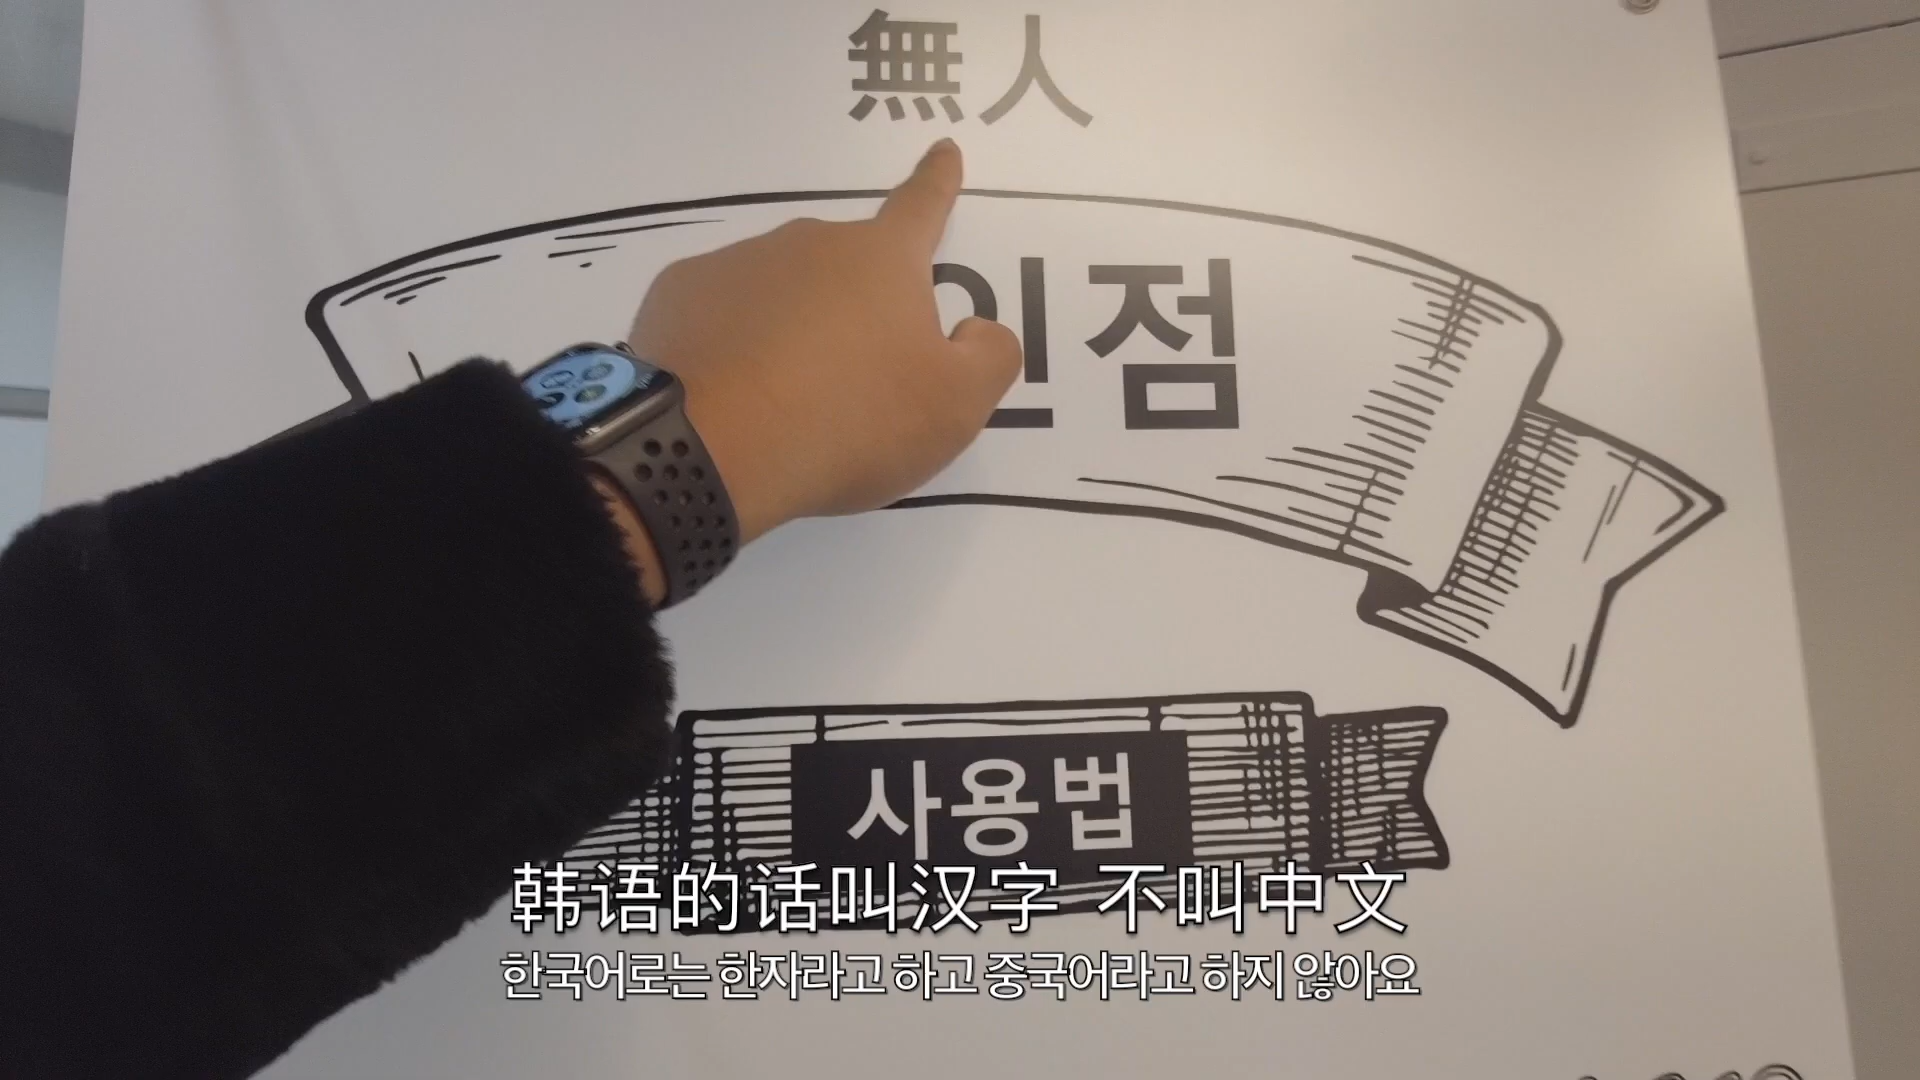 無人
인점
사용법
韩语的话叫汉字 不叫中文
한국어로는 한자라고 하고 중국어라고 하지 않아요